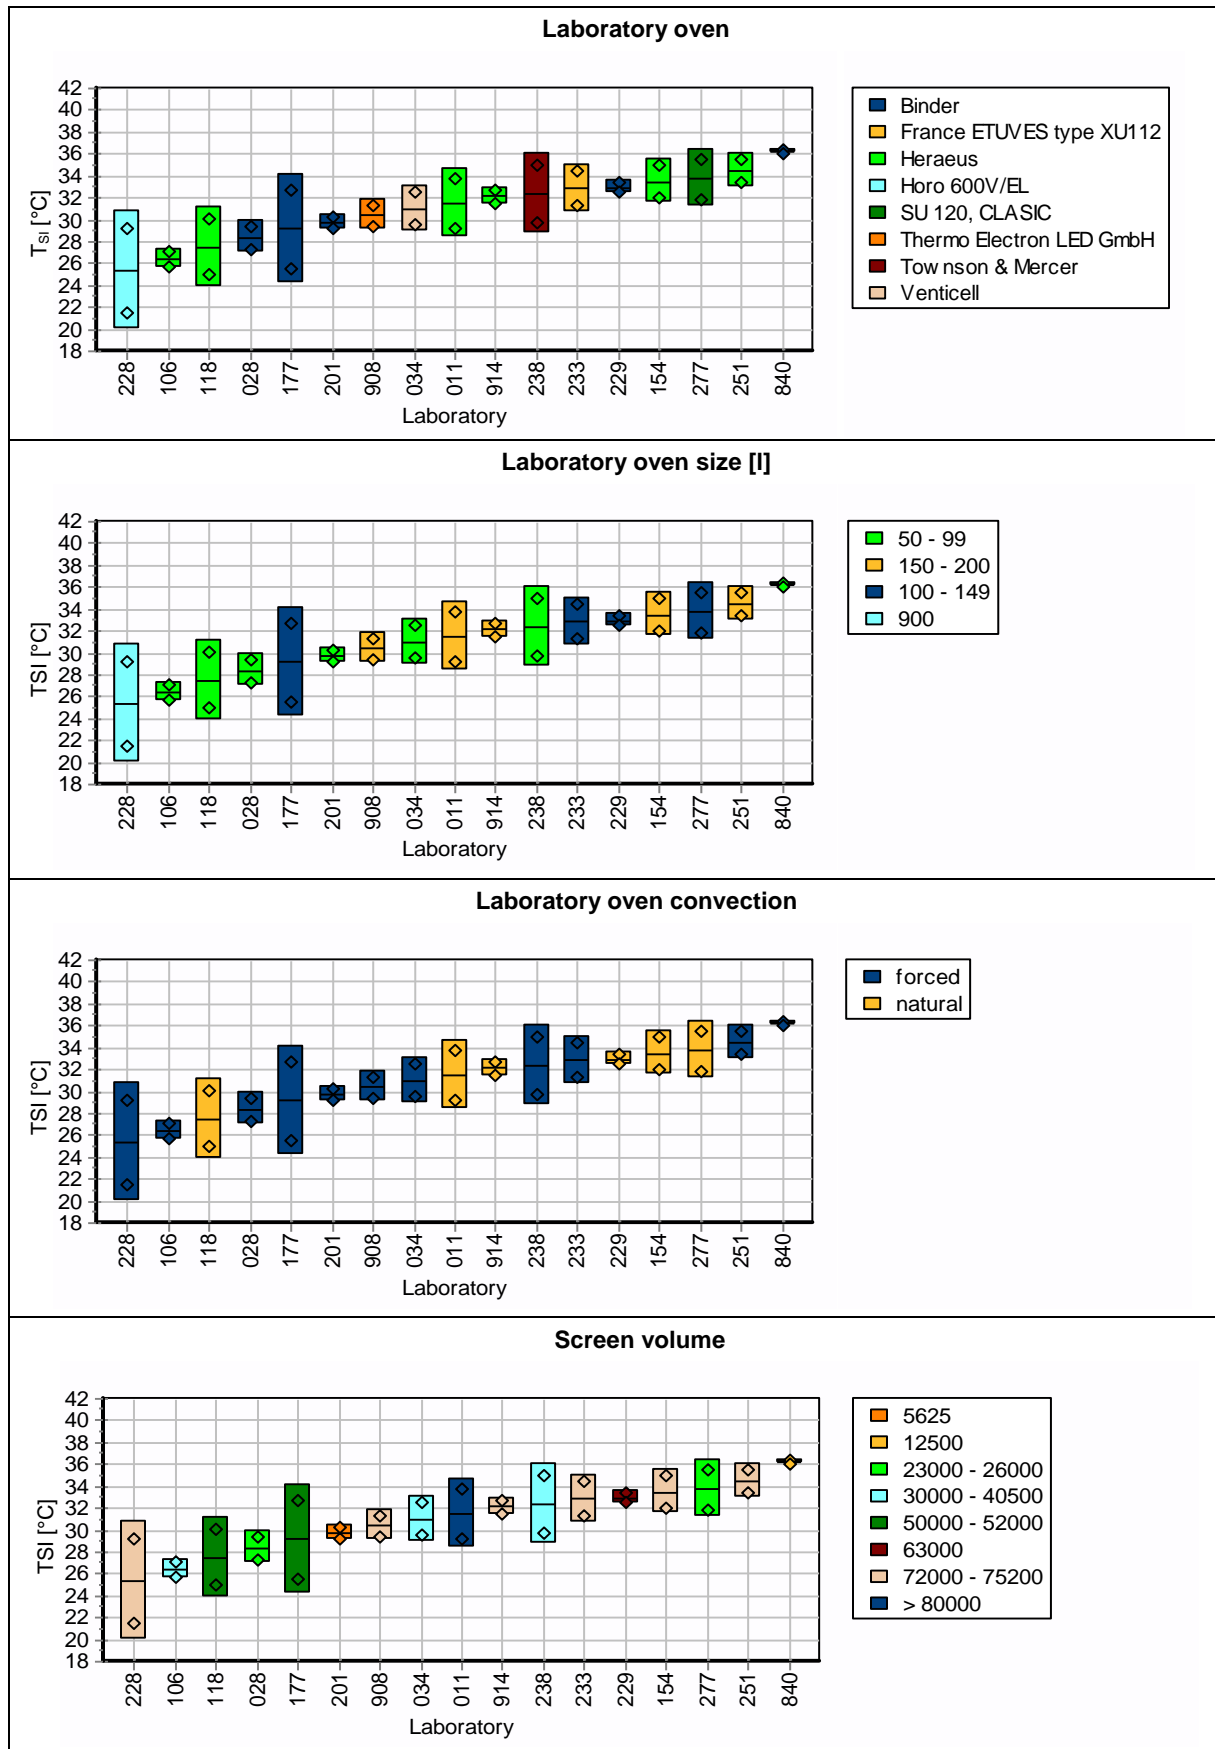 Laboratory oven
42
40
38
36
34
32
30
28
26
24
22
20
18
T_SI [°C]
228 106 118 028 177 201 908 034 011 914 238 233 229 154 277 251 840
Laboratory
Binder
France ETUVES type XU112
Heraeus
Horo 600V/EL
SU 120, CLASIC
Thermo Electron LED GmbH
Townson & Mercer
Venticell
Laboratory oven size [l]
42
40
38
36
34
32
30
28
26
24
22
20
18
TSI [°C]
228 106 118 028 177 201 908 034 011 914 238 233 229 154 277 251 840
Laboratory
50 - 99
150 - 200
100 - 149
900
Laboratory oven convection
42
40
38
36
34
32
30
28
26
24
22
20
18
TSI [°C]
228 106 118 028 177 201 908 034 011 914 238 233 229 154 277 251 840
Laboratory
forced
natural
Screen volume
42
40
38
36
34
32
30
28
26
24
22
20
18
TSI [°C]
228 106 118 028 177 201 908 034 011 914 238 233 229 154 277 251 840
Laboratory
5625
12500
23000 - 26000
30000 - 40500
50000 - 52000
63000
72000 - 75200
> 80000